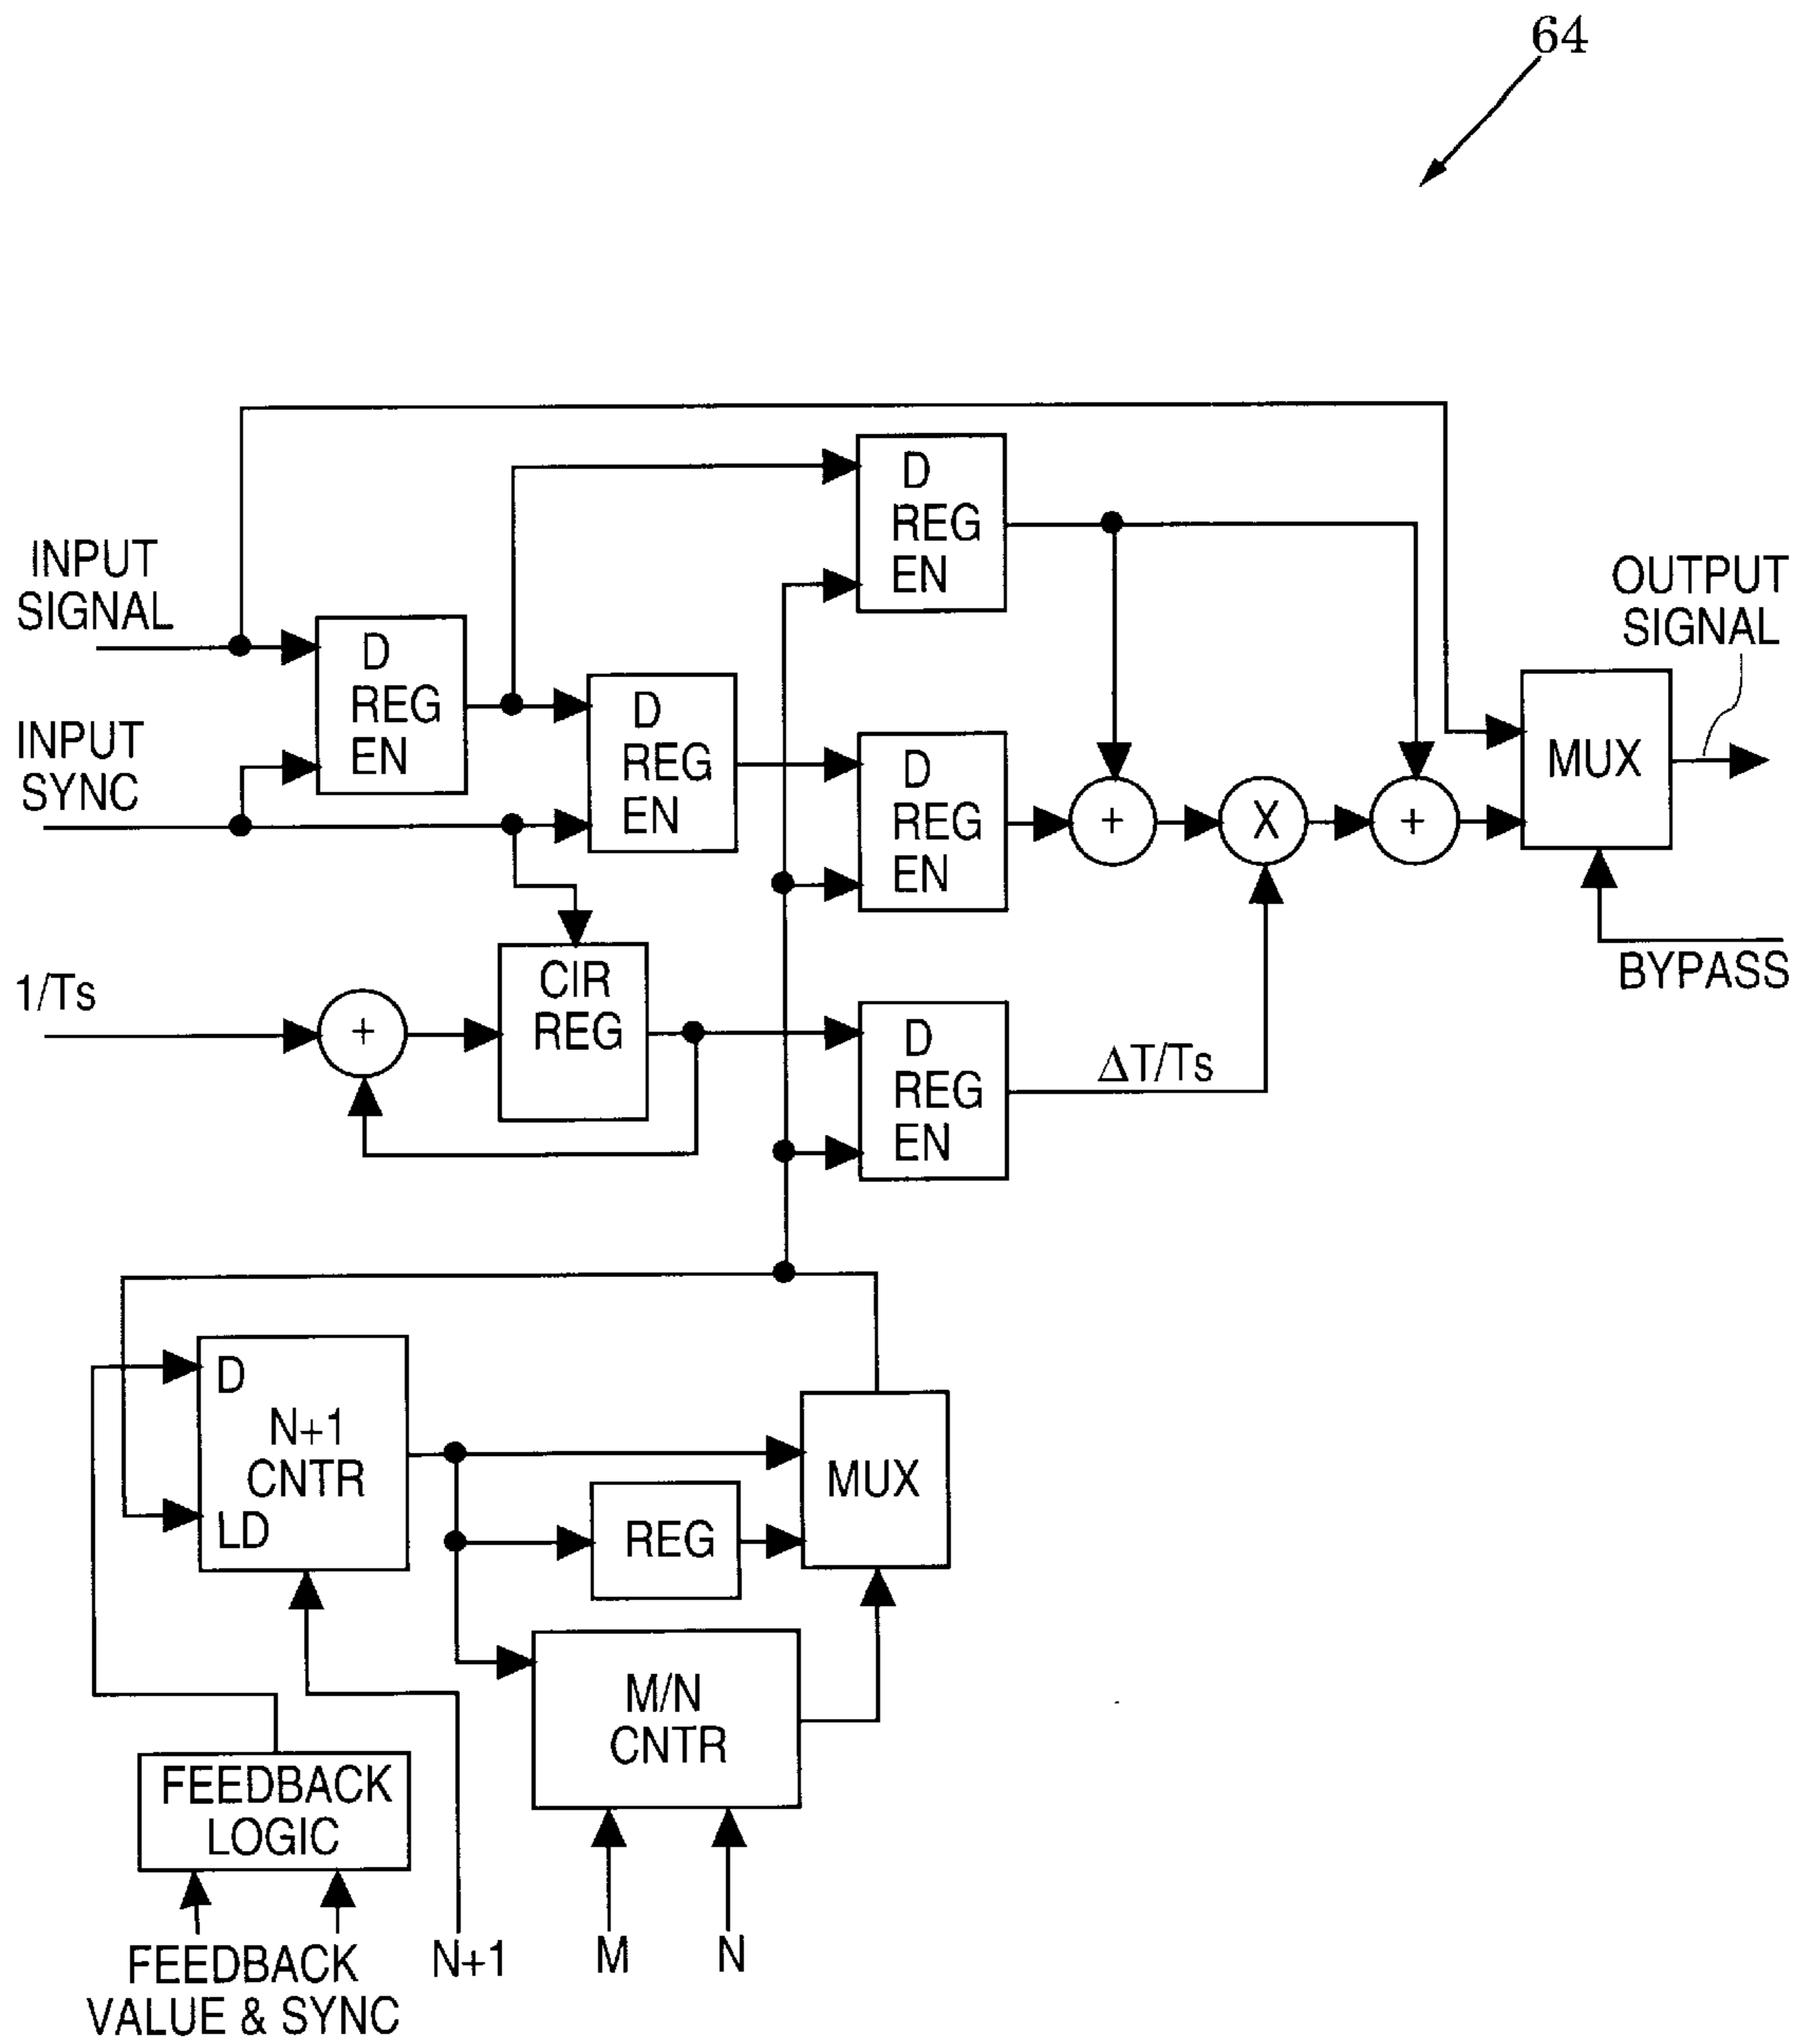 64
D
REG
EN
INPUT
SIGNAL
OUTPUT
SIGNAL
D
REG
EN
INPUT
SYNC
D
REG
EN
D
REG
EN
+
X
+
MUX
BYPASS
1/Ts
+
CIR
REG
D
REG
EN
ΔT/Ts
D
N+1
CNTR
LD
MUX
REG
M/N
CNTR
FEEDBACK
LOGIC
FEEDBACK
VALUE & SYNC
N+1
M
N